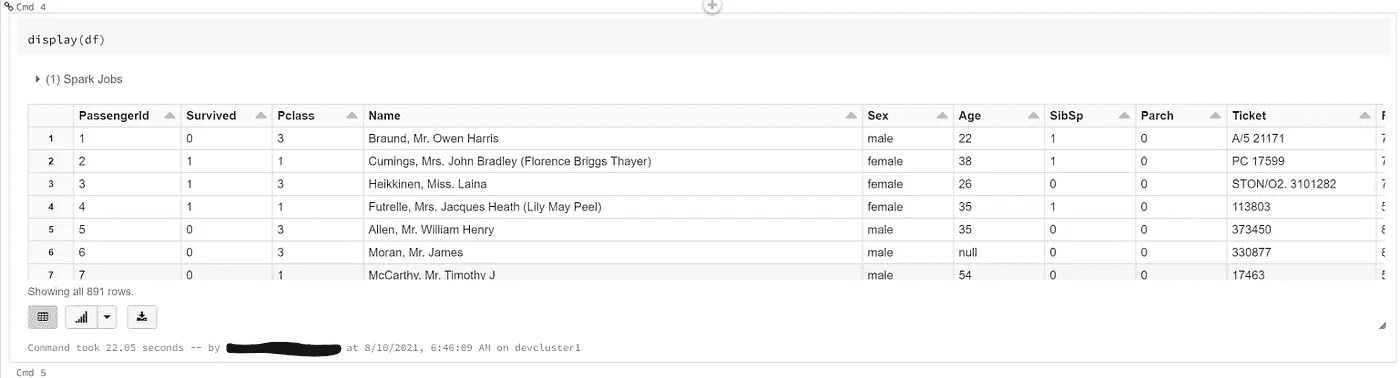 Cmd 4
display(df)
(1) Spark Jobs
PassengerId Survived Pclass Name Sex Age SibSp Parch Ticket F
1 1 0 3 Braund, Mr. Owen Harris male 22 1 0 A/5 21171 7
2 2 1 1 Cumings, Mrs. John Bradley (Florence Briggs Thayer) female 38 1 0 PC 17599 7
3 3 1 3 Heikkinen, Miss. Laina female 26 0 0 STON/O2. 3101282 7
4 4 1 1 Futrelle, Mrs. Jacques Heath (Lily May Peel) female 35 1 0 113803 5
5 5 0 3 Allen, Mr. William Henry male 35 0 0 373450 8
6 6 0 3 Moran, Mr. James male null 0 0 330877 8
7 7 0 1 McCarthy, Mr. Timothy J male 54 0 0 17463 5
Showing all 891 rows.
Command took 22.05 seconds -- by at 8/10/2021, 6:46:09 AM on devcluster1
Cmd 5